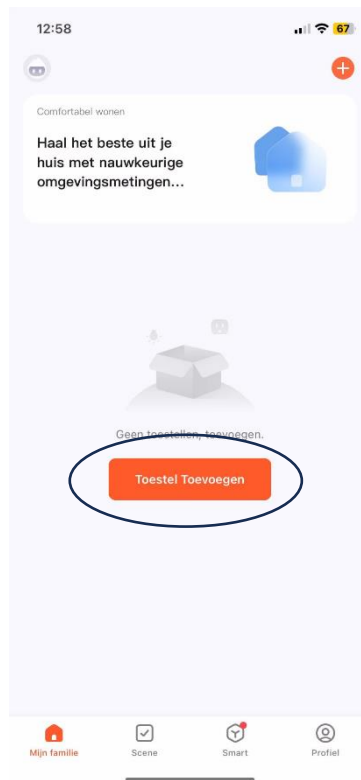 12:58
67
Comfortabel wonen
Haal het beste uit je
huis met nauwkeurige
omgevingsmetingen...
Geen toestellen, toevoegen.
Toestel Toevoegen
Mijn familie
Scene
Smart
Profiel